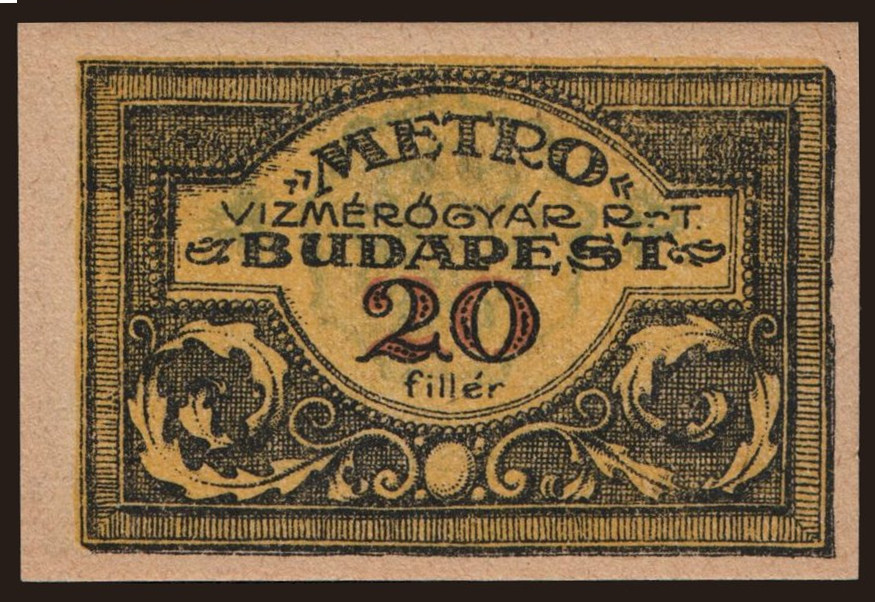 „METRO“
VIZMÉRŐGYÁR R-T.
BUDAPEST
20
fillér